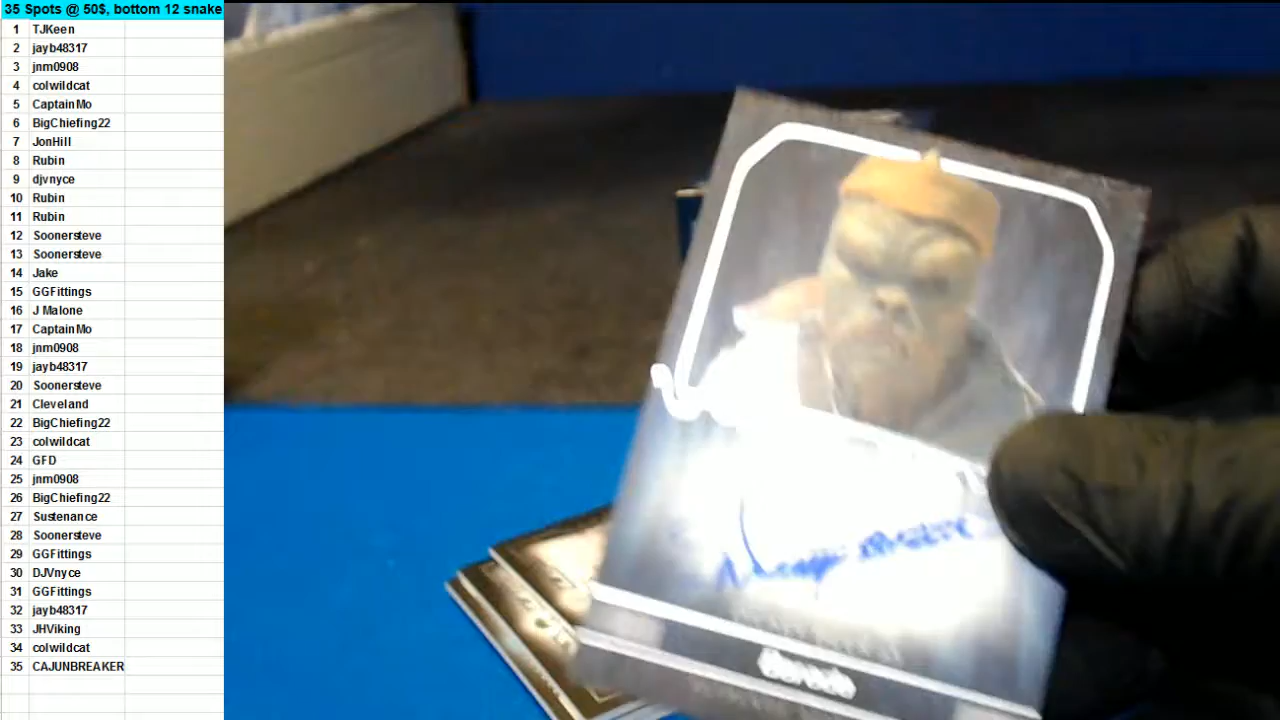 35 Spots @ 50$, bottom 12 snake
1 TJKeen
2 jayb48317
3 jnm0908
4 colwildcat
5 CaptainMo
6 BigChiefing22
7 JonHill
8 Rubin
9 djvnyce
10 Rubin
11 Rubin
12 Soonersteve
13 Soonersteve
14 Jake
15 GGFittings
16 J Malone
17 CaptainMo
18 jnm0908
19 jayb48317
20 Soonersteve
21 Cleveland
22 BigChiefing22
23 colwildcat
24 GFD
25 jnm0908
26 BigChiefing22
27 Sustenance
28 Soonersteve
29 GGFittings
30 DJVnyce
31 GGFittings
32 jayb48317
33 JHViking
34 colwildcat
35 CAJUNBREAKER